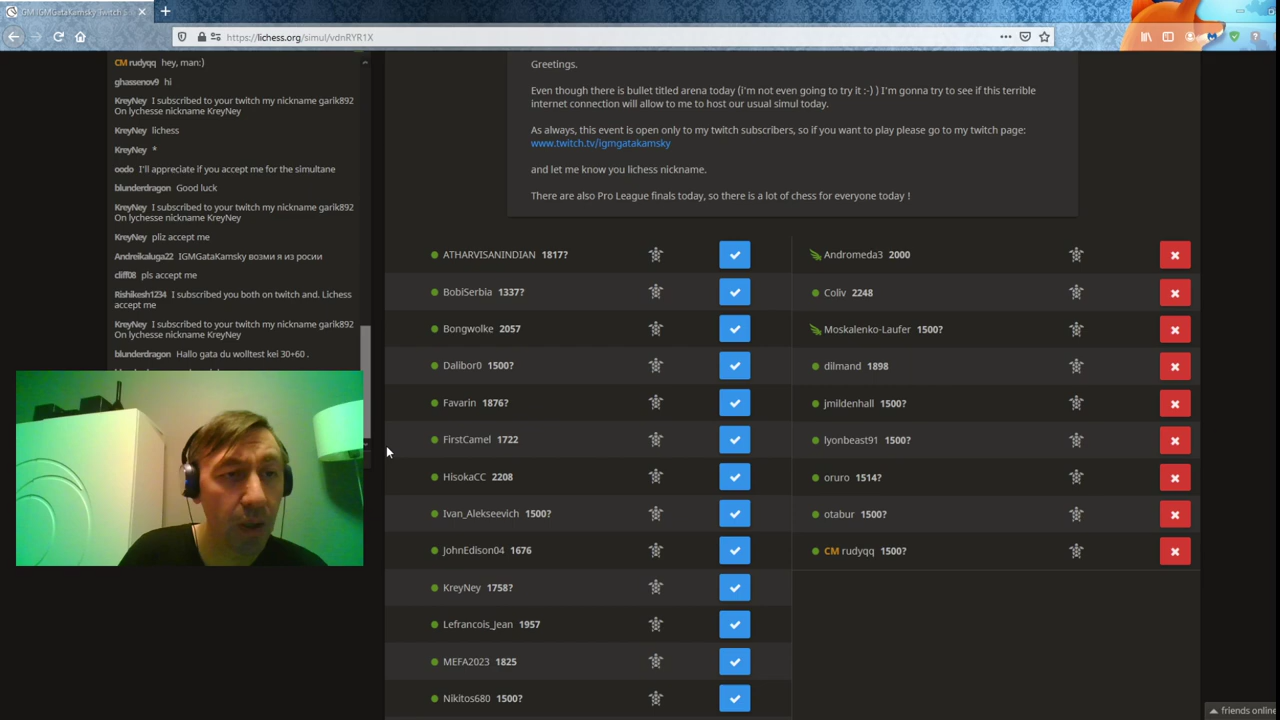 GM IGMGataKamsky Twitch s
https://lichess.org/simul/vdnRYR1X
CM rudyqq hey, man:)
ghassenov9 hi
KreyNey I subscribed to your twitch my nickname garik892
On lychesse nickname KreyNey
KreyNey lichess
KreyNey *
oodo I'll appreciate if you accept me for the simultane
blunderdragon Good luck
KreyNey I subscribed to your twitch my nickname garik892
On lychesse nickname KreyNey
KreyNey pliz accept me
Andreikaluga22 IGMGataKamsky возми я из росии
cliff08 pls accept me
Rishikesh1234 I subscribed you both on twitch and. Lichess
accept me
KreyNey I subscribed to your twitch my nickname garik892
On lychesse nickname KreyNey
blunderdragon Hallo gata du wolltest kei 30+60 .
Greetings.
Even though there is bullet titled arena today (i'm not even going to try it :-) ) I'm gonna try to see if this terrible
internet connection will allow to me to host our usual simul today.
As always, this event is open only to my twitch subscribers, so if you want to play please go to my twitch page:
www.twitch.tv/igmgatakamsky
and let me know you lichess nickname.
There are also Pro League finals today, so there is a lot of chess for everyone today !
ATHARVISANINDIAN 1817?
BobiSerbia 1337?
Bongwolke 2057
Dalibor0 1500?
Favarin 1876?
FirstCamel 1722
HisokaCC 2208
Ivan_Alekseevich 1500?
JohnEdison04 1676
KreyNey 1758?
Lefrancois_Jean 1957
MEFA2023 1825
Nikitos680 1500?
Andromeda3 2000
Coliv 2248
Moskalenko-Laufer 1500?
dilmand 1898
jmildenhall 1500?
lyonbeast91 1500?
oruro 1514?
otabur 1500?
CM rudyqq 1500?
friends online